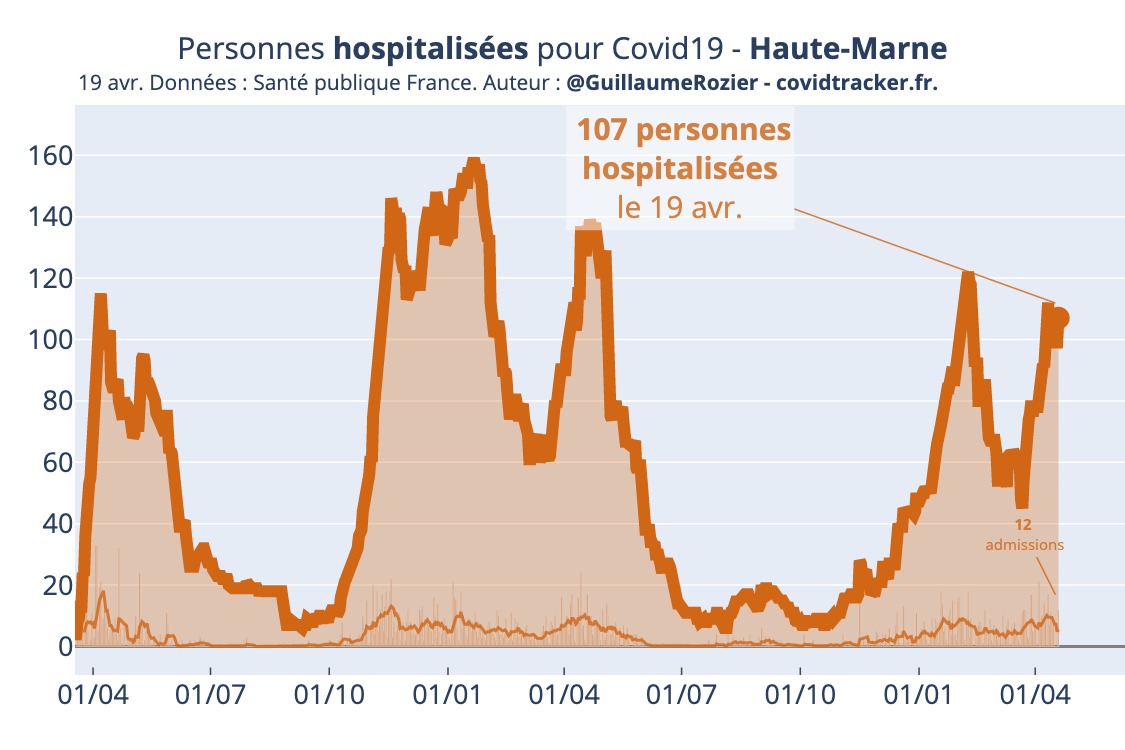 Personnes hospitalisées pour Covid19 - Haute-Marne
19 avr. Données : Santé publique France. Auteur : @GuillaumeRozier - covidtracker.fr.
107 personnes
hospitalisées
le 19 avr.
160
140
120
100
80
60
40
20
0
12
admissions
01/04 01/07 01/10 01/01 01/04 01/07 01/10 01/01 01/04